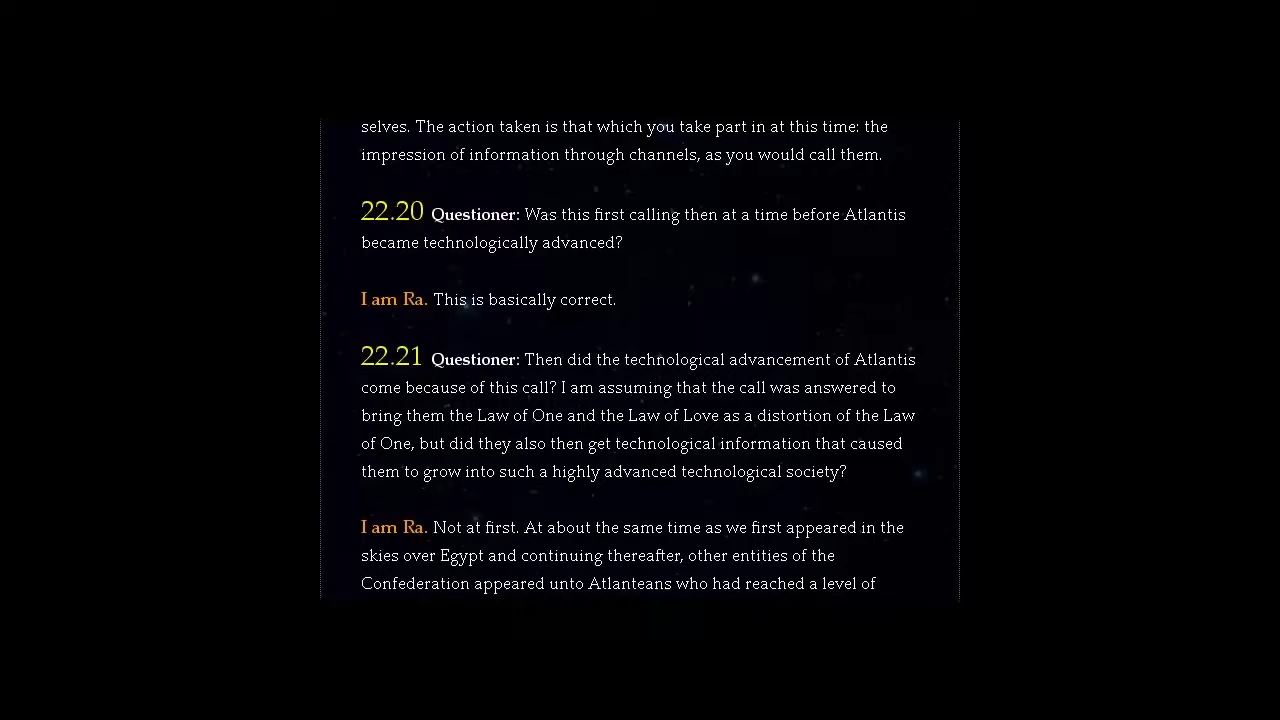 selves. The action taken is that which you take part in at this time: the
impression of information through channels, as you would call them.
22.20 Questioner: Was this first calling then at a time before Atlantis
became technologically advanced?
I am Ra. This is basically correct.
22.21 Questioner: Then did the technological advancement of Atlantis
come because of this call? I am assuming that the call was answered to
bring them the Law of One and the Law of Love as a distortion of the Law
of One, but did they also then get technological information that caused
them to grow into such a highly advanced technological society?
I am Ra. Not at first. At about the same time as we first appeared in the
skies over Egypt and continuing thereafter, other entities of the
Confederation appeared unto Atlanteans who had reached a level of